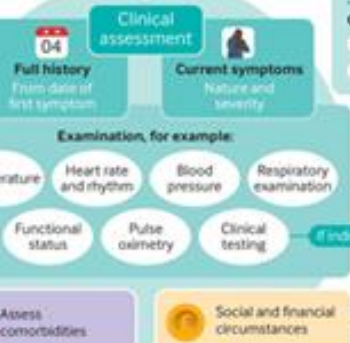 Clinical
assessment
04
Full history
From date of
first symptom
Current symptoms
Nature and
severity
Examination, for example:
rature
Heart rate
and rhythm
Blood
pressure
Respiratory
examination
Functional
status
Pulse
oximetry
Clinical
testing
If indi
Assess
comorbidities
Social and financial
circumstances